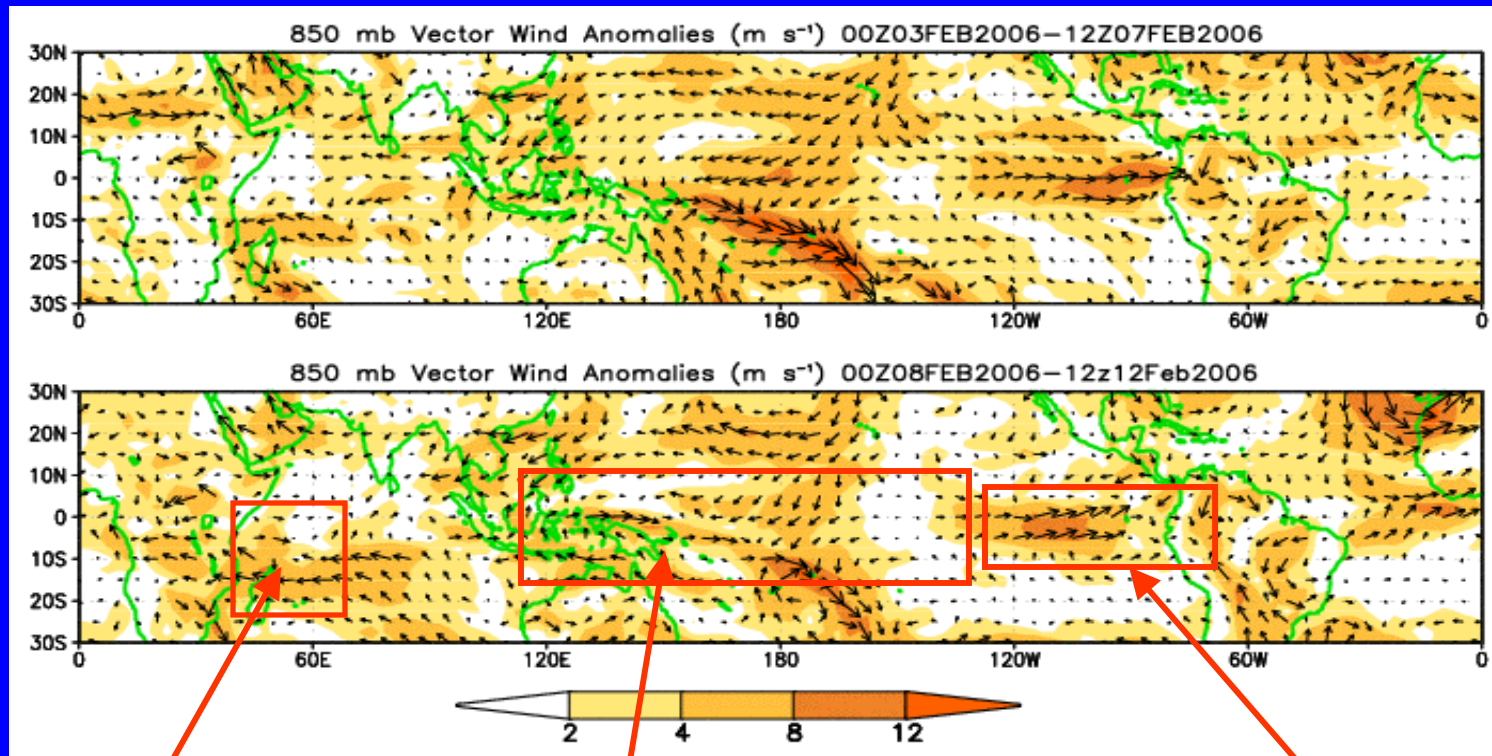 850 mb Vector Wind Anomalies (m s⁻¹) 00Z03FEB2006-12Z07FEB2006
30N
20N
10N
0
10S
20S
30S
0 60E 120E 180 120W 60W 0
850 mb Vector Wind Anomalies (m s⁻¹) 00Z08FEB2006-12z12Feb2006
30N
20N
10N
0
10S
20S
30S
0 60E 120E 180 120W 60W 0
2 4 8 12